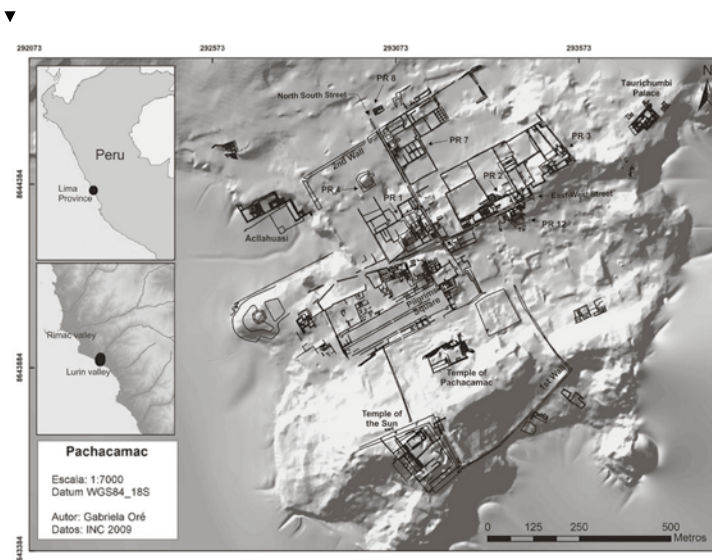 292073
292573
293073
293573
8644384
8643884
643384
N
Peru
Lima
Province
Rimac valley
Lurin valley
Pachacamac
Escala: 1:7000
Datum WGS84_18S
Autor: Gabriela Oré
Datos: INC 2009
PR 8
North South Street
Taurichumbi
Palace
2nd Wall
PR 7
PR 3
PR 4
PR 1
PR 2
East-West Street
PR 12
Acllahuasi
Pilgrims
Square
Temple of
Pachacamac
1st Wall
Temple of
the Sun
0 125 250 500
Metros